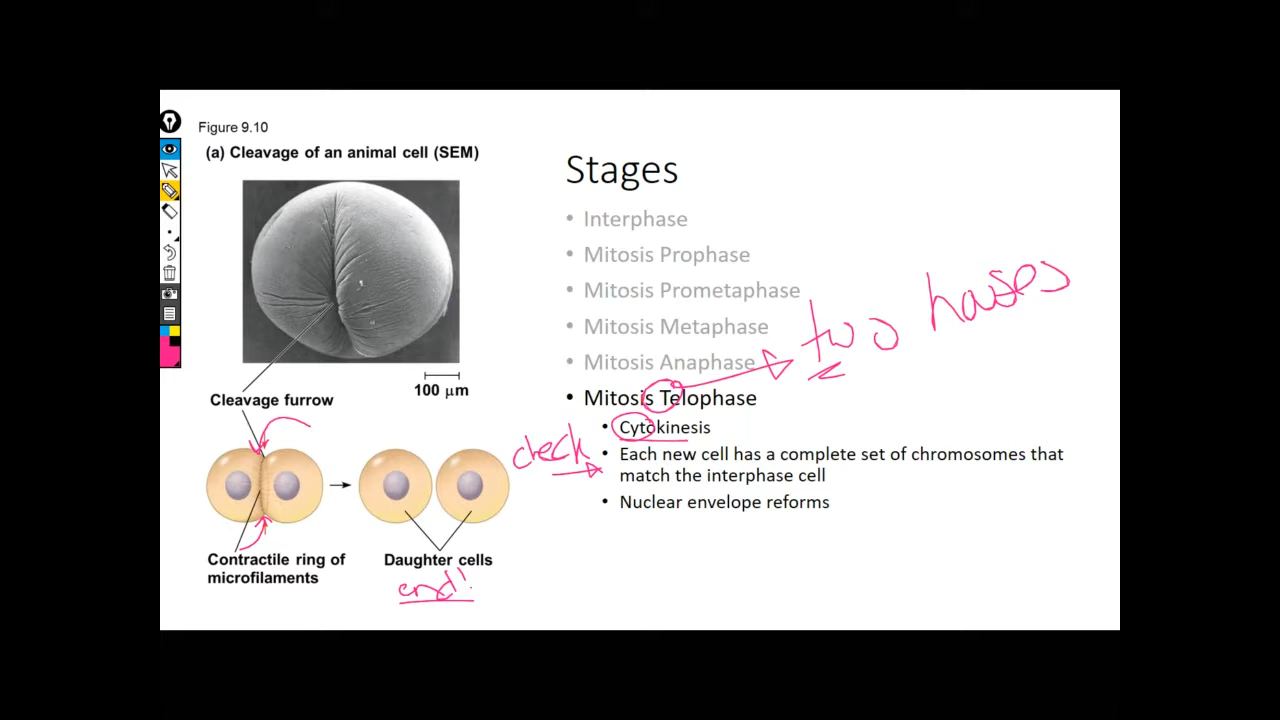 Figure 9.10
(a) Cleavage of an animal cell (SEM)
100 μm
Cleavage furrow
Contractile ring of
microfilaments
Daughter cells
end!
Stages
• Interphase
• Mitosis Prophase
• Mitosis Prometaphase
• Mitosis Metaphase
• Mitosis Anaphase
• Mitosis Telophase
two
• Cytokinesis
check
• Each new cell has a complete set of chromosomes that
match the interphase cell
• Nuclear envelope reforms